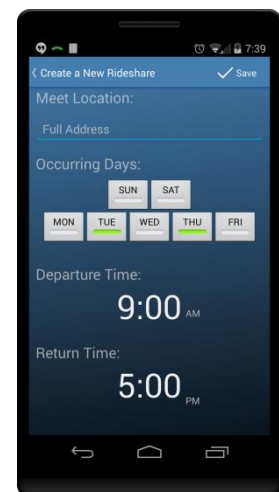 7:39
Create a New Rideshare Save
Meet Location:
Full Address
Occurring Days:
SUN SAT
MON TUE WED THU FRI
Departure Time:
9:00 AM
Return Time:
5:00 PM